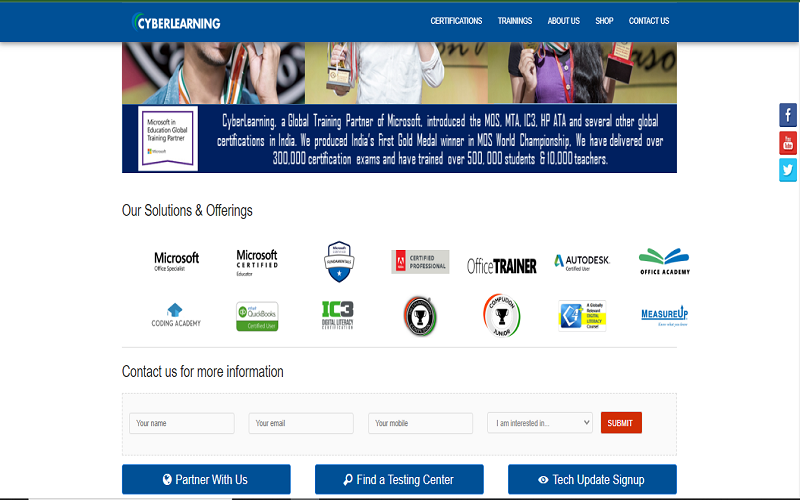 CYBERLEARNING
CERTIFICATIONS TRAININGS ABOUT US SHOP CONTACT US
Microsoft in
Education Global
Training Partner
Microsoft
CyberLearning, a Global Training Partner of Microsoft, introduced the MOS, MTA, IC3, HP ATA and several other global
certifications in India. We produced India's First Gold Medal winner in MOS World Championship. We have delivered over
300,000 certification exams and have trained over 500, 000 students & 10,000 teachers.
Our Solutions & Offerings
Microsoft
Office Specialist
Microsoft
CERTIFIED
Educator
Microsoft
FUNDAMENTALS
CERTIFIED
PROFESSIONAL
OfficeTRAINER
AUTODESK
Certified User
OFFICE ACADEMY
CODING ACADEMY
QuickBooks
Certified User
IC3
DIGITAL LITERACY
CERTIFICATION
COMPUDON
JUNIOR
A Globally
Relevant
DIGITAL
LITERACY
MEASUREUP
Know what you know.
Contact us for more information
Your name Your email Your mobile I am interested in... SUBMIT
Partner With Us Find a Testing Center Tech Update Signup